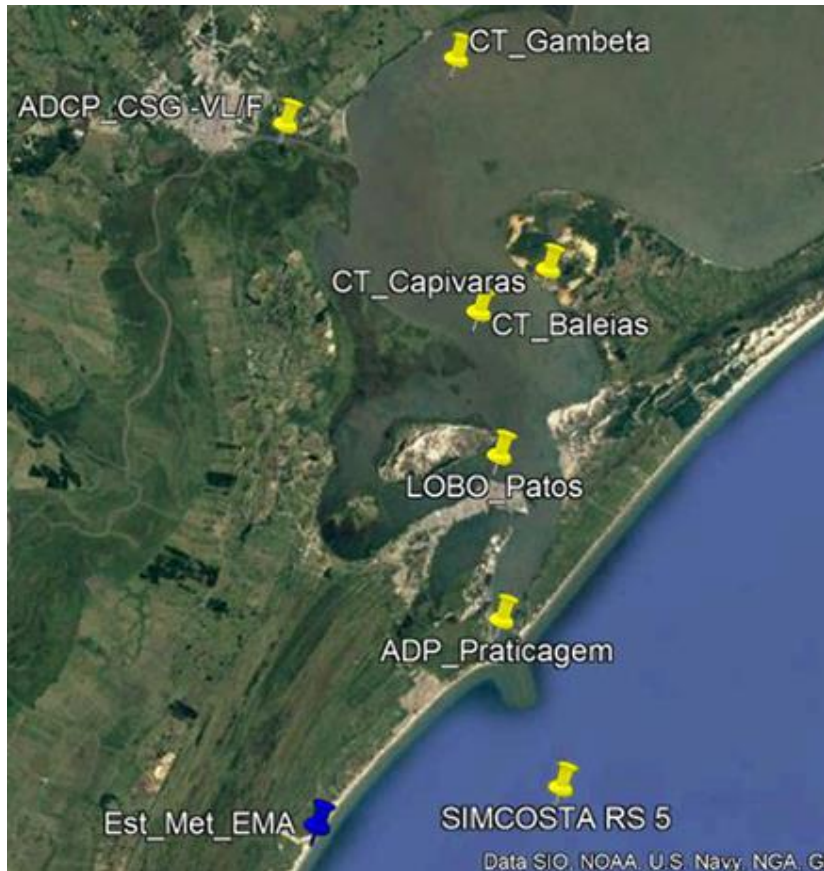 CT_Gambeta
ADCP_CSG -VL/F
CT_Capivaras
CT_Baleias
LOBO_Patos
ADP_Praticagem
Est_Met_EMA
SIMCOSTA RS 5
Data SIO, NOAA, U.S. Navy, NGA, G